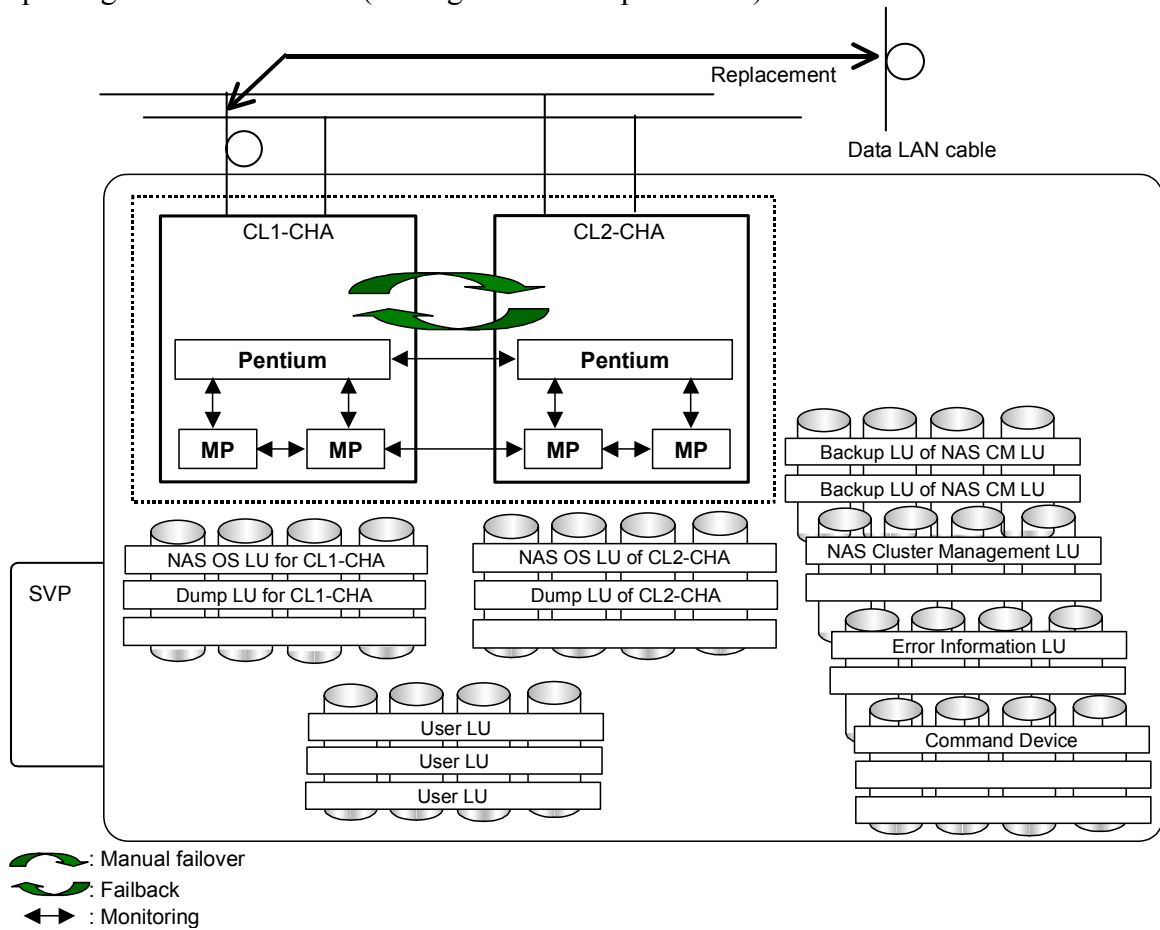 Replacement
Data LAN cable
CL1-CHA
CL2-CHA
Pentium
Pentium
MP
MP
MP
MP
Backup LU of NAS CM LU
Backup LU of NAS CM LU
NAS OS LU for CL1-CHA
NAS OS LU of CL2-CHA
NAS Cluster Management LU
SVP
Dump LU for CL1-CHA
Dump LU of CL2-CHA
Error Information LU
User LU
Command Device
User LU
User LU
: Manual failover
: Failback
: Monitoring